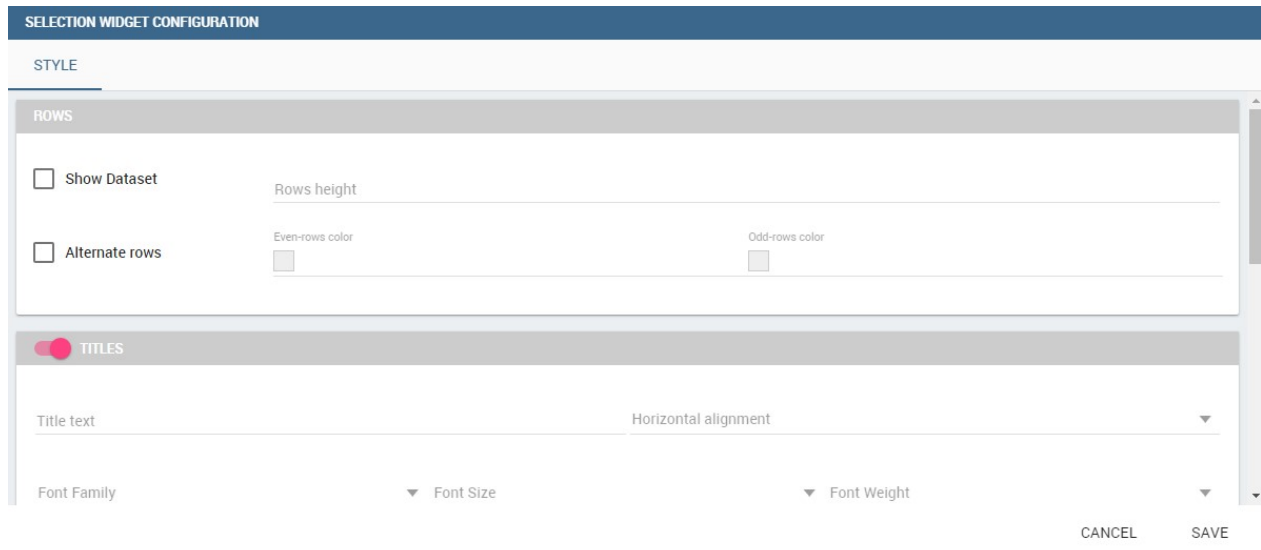 SELECTION WIDGET CONFIGURATION
STYLE
ROWS
Show Dataset
Rows height
Alternate rows
Even-rows color
Odd-rows color
TITLES
Title text
Horizontal alignment
Font Family
Font Size
Font Weight
CANCEL
SAVE